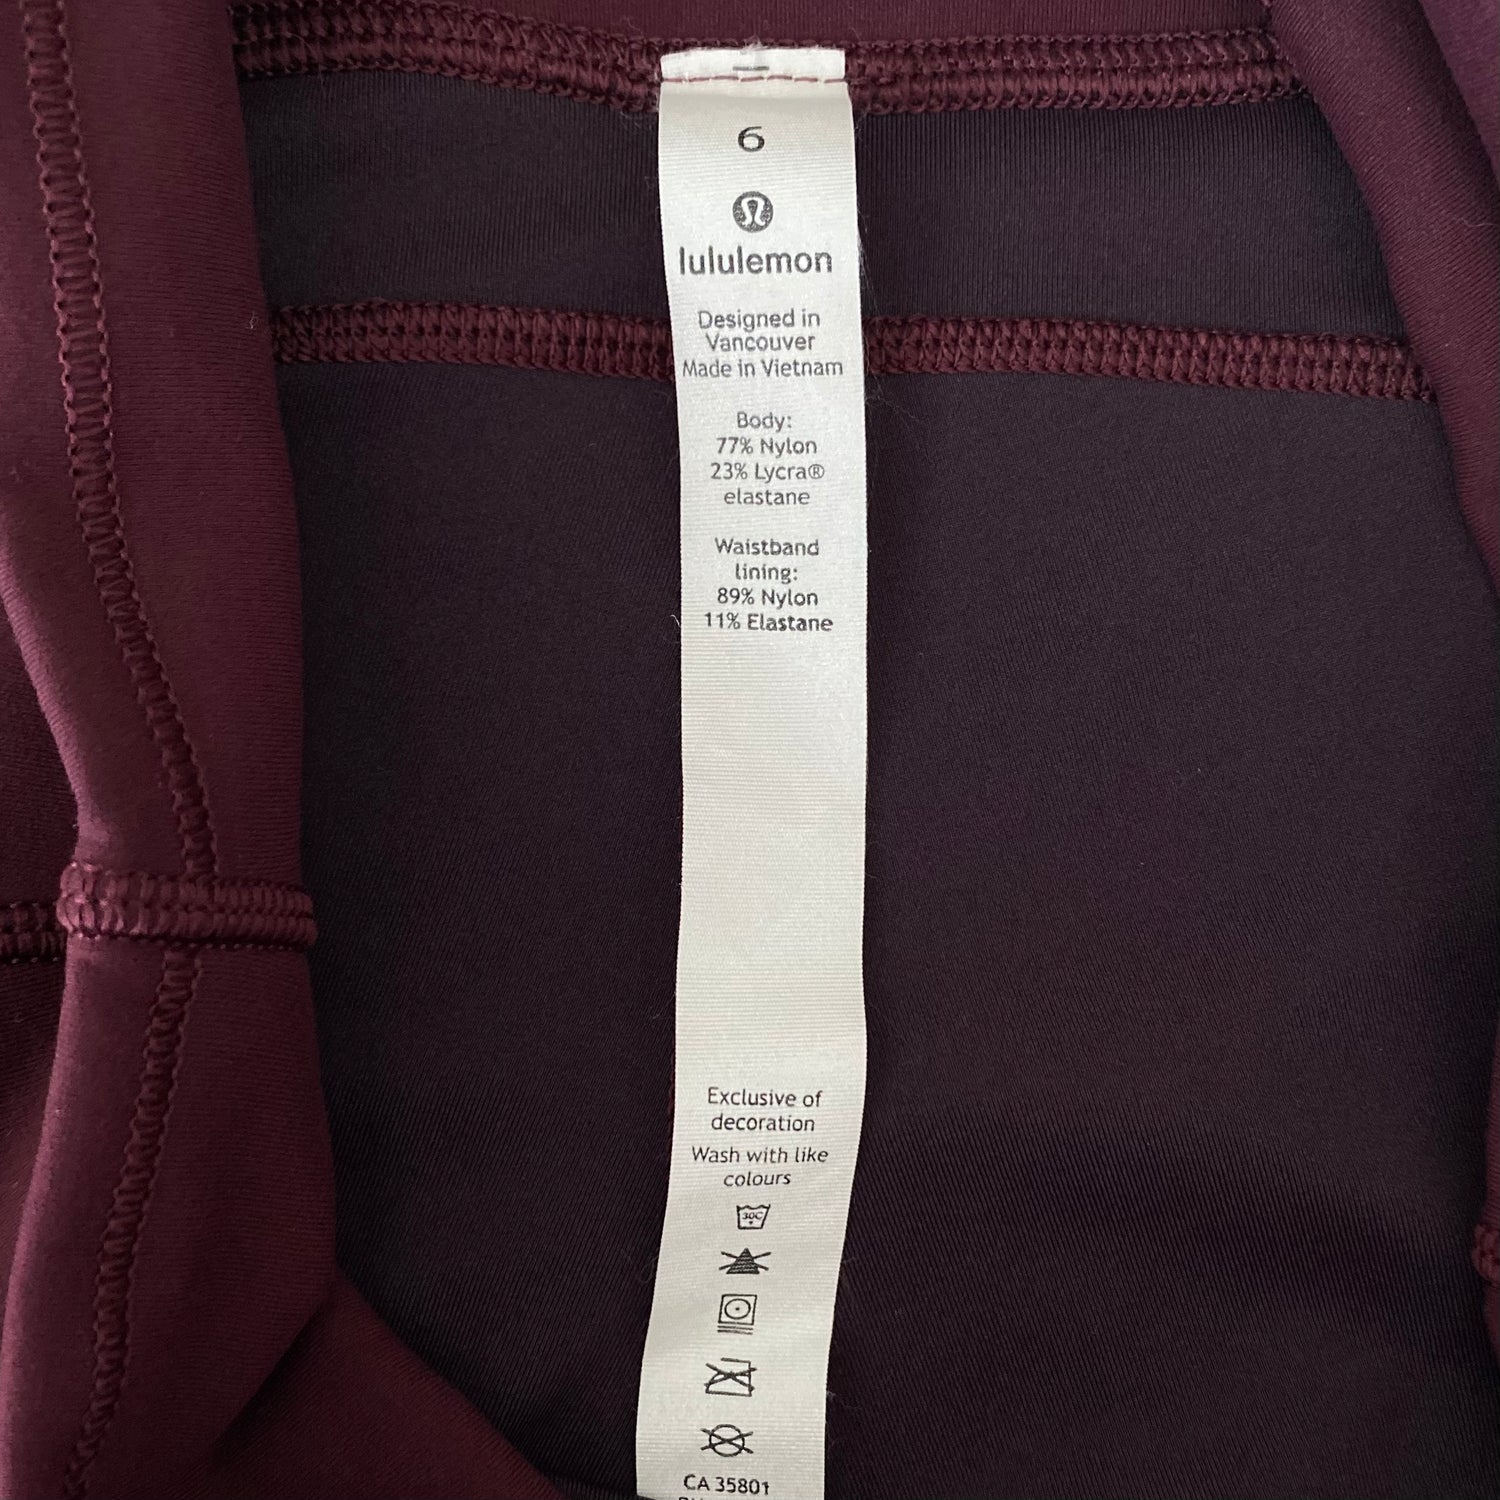 6
lululemon
Designed in
Vancouver
Made in Vietnam
Body:
77% Nylon
23% Lycra®
elastane
Waistband
lining:
89% Nylon
11% Elastane
Exclusive of
decoration
Wash with like
colours
30C
CA 35801